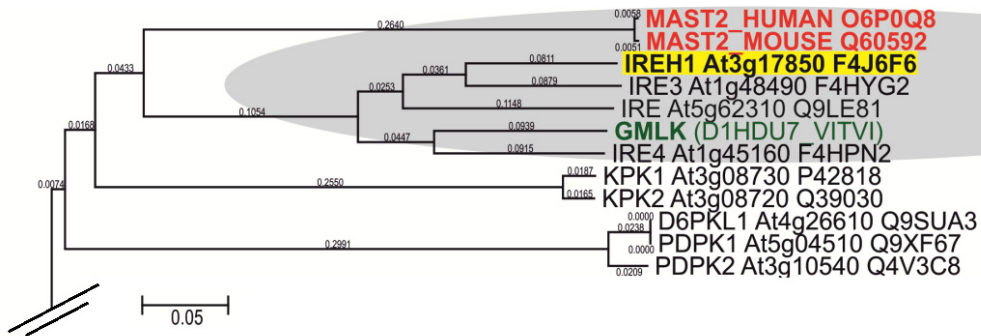 0.0058
MAST2_HUMAN O6P0Q8
0.2640
MAST2_MOUSE Q60592
0.0051
0.0433
0.0811
IREH1 At3g17850 F4J6F6
0.0361
0.0879
IRE3 At1g48490 F4HYG2
0.0253
0.1148
IRE At5g62310 Q9LE81
0.1054
0.0168
0.0939
GMLK (D1HDU7_VITVI)
0.0447
0.0915
IRE4 At1g45160 F4HPN2
0.0187
KPK1 At3g08730 P42818
0.2550
0.0074
0.0165
KPK2 At3g08720 Q39030
0.0000
D6PKL1 At4g26610 Q9SUA3
0.0238
0.2991
0.0000
PDPK1 At5g04510 Q9XF67
0.0209
PDPK2 At3g10540 Q4V3C8
0.05